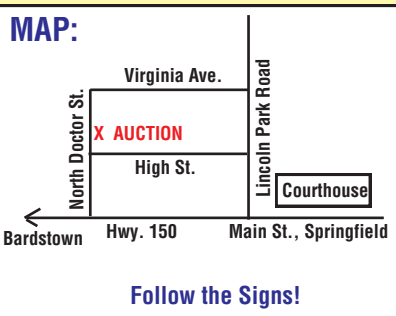 MAP:
Virginia Ave.
North Doctor St.
Lincoln Park Road
X AUCTION
High St.
Courthouse
Bardstown
Hwy. 150
Main St., Springfield
Follow the Signs!